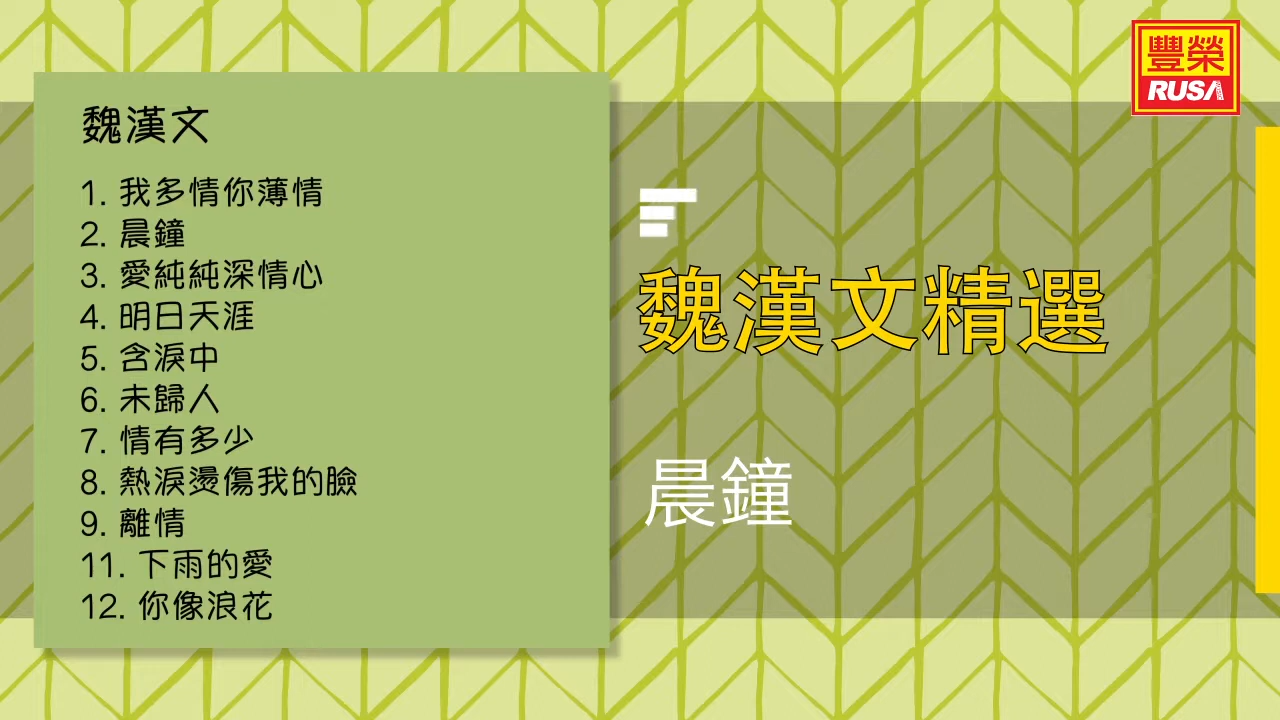 豐榮
RUSA
魏漢文
1. 我多情你薄情
2. 晨鐘
3. 愛純純深情心
4. 明日天涯
5. 含淚中
6. 未歸人
7. 情有多少
8. 熱淚燙傷我的臉
9. 離情
11. 下雨的愛
12. 你像浪花
魏漢文精選
晨鐘